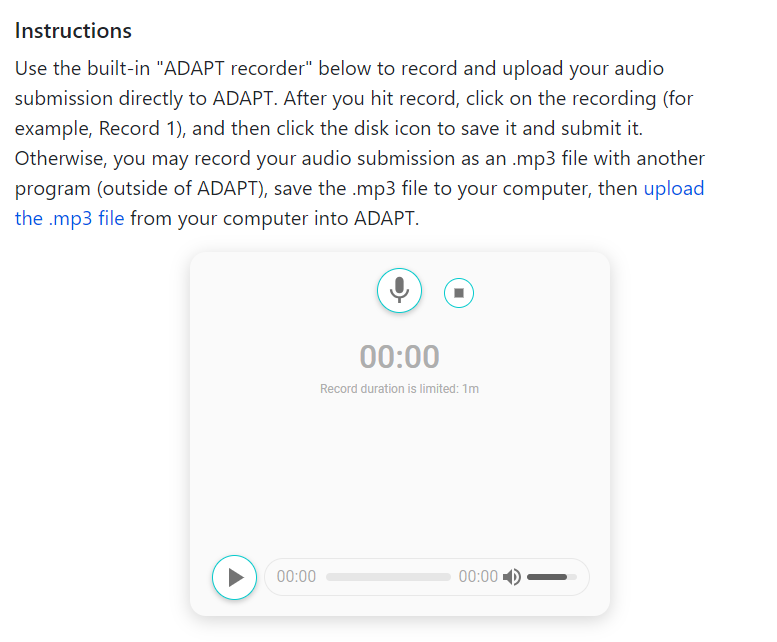 Instructions
Use the built-in "ADAPT recorder" below to record and upload your audio
submission directly to ADAPT. After you hit record, click on the recording (for
example, Record 1), and then click the disk icon to save it and submit it.
Otherwise, you may record your audio submission as an .mp3 file with another
program (outside of ADAPT), save the .mp3 file to your computer, then upload
the .mp3 file from your computer into ADAPT.
00:00
Record duration is limited: 1m
00:00 00:00